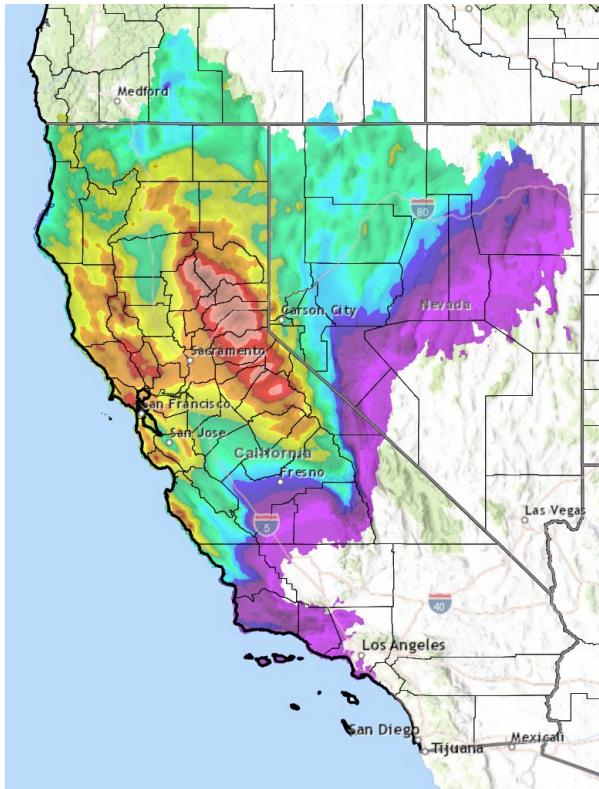 Medford
80
Nevada
Carson City
Sacramento
San Francisco
San Jose
California
Fresno
5
Las Vegas
40
Los Angeles
San Diego
Tijuana
Mexicali